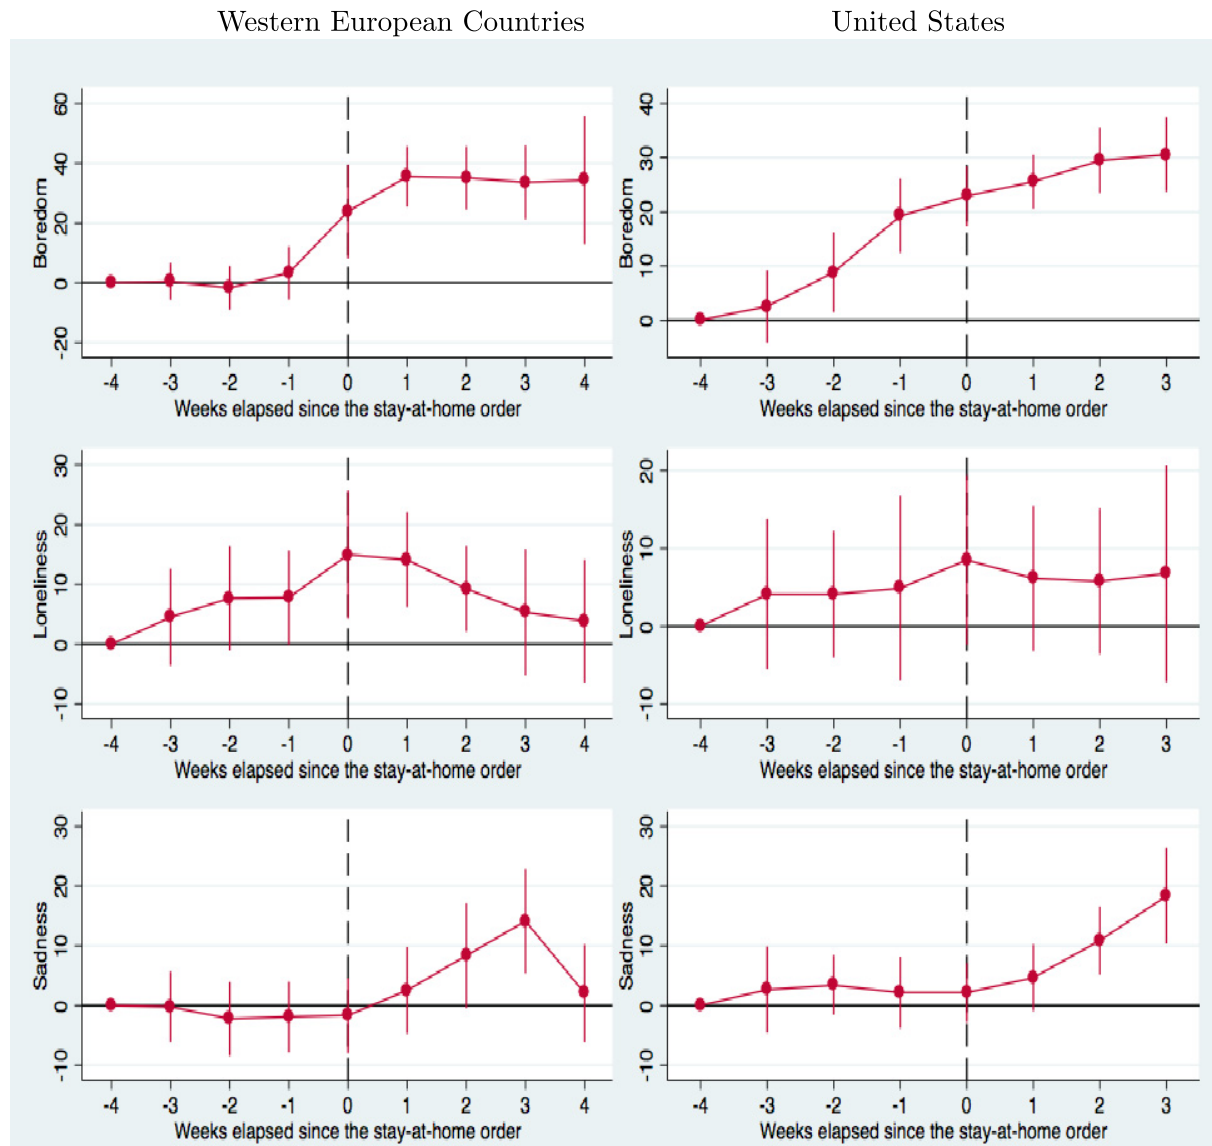 Western European Countries United States
60
40
20
0
-20
Boredom
-4 -3 -2 -1 0 1 2 3 4
Weeks elapsed since the stay-at-home order
40
30
20
10
0
Boredom
-4 -3 -2 -1 0 1 2 3
Weeks elapsed since the stay-at-home order
30
20
10
0
-10
Loneliness
-4 -3 -2 -1 0 1 2 3 4
Weeks elapsed since the stay-at-home order
20
10
0
-10
Loneliness
-4 -3 -2 -1 0 1 2 3
Weeks elapsed since the stay-at-home order
30
20
10
0
-10
Sadness
-4 -3 -2 -1 0 1 2 3 4
Weeks elapsed since the stay-at-home order
30
20
10
0
-10
Sadness
-4 -3 -2 -1 0 1 2 3
Weeks elapsed since the stay-at-home order